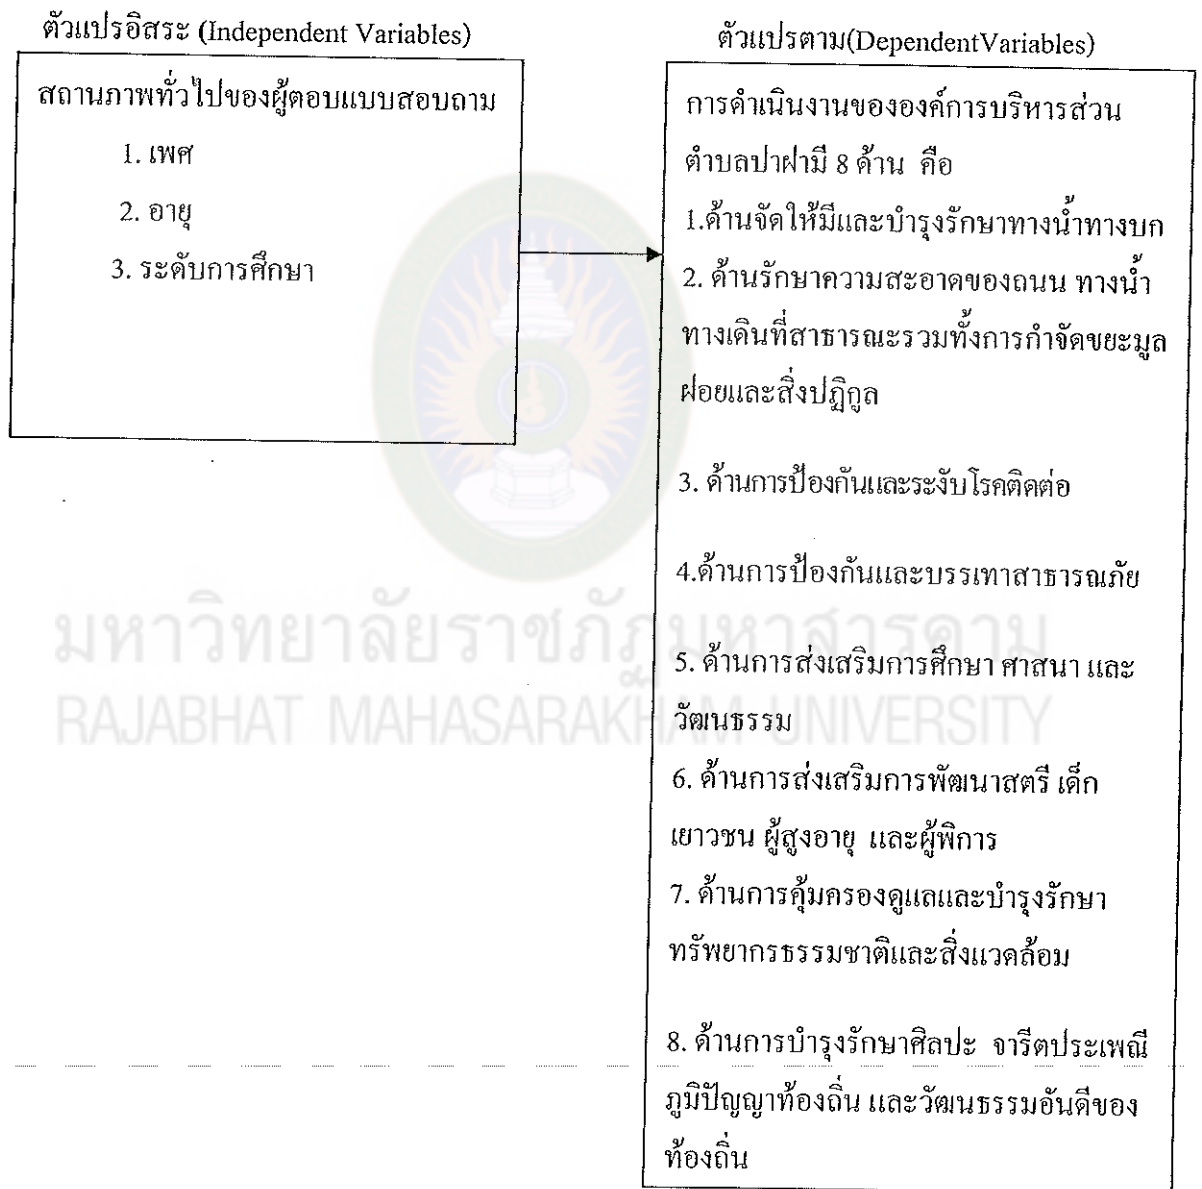 ตัวแปรอิสระ (Independent Variables)
สถานภาพทั่วไปของผู้ตอบแบบสอบถาม
1. เพศ
2. อายุ
3. ระดับการศึกษา
ตัวแปรตาม(DependentVariables)
การดำเนินงานขององค์การบริหารส่วน
ตำบลปาฝามี 8 ด้าน คือ
1.ด้านจัดให้มีและบำรุงรักษาทางน้ำทางบก
2. ด้านรักษาความสะอาดของถนน ทางน้ำ
ทางเดินที่สาธารณะรวมทั้งการกำจัดขยะมูล
ฝอยและสิ่งปฏิกูล
3. ด้านการป้องกันและระงับโรคติดต่อ
4.ด้านการป้องกันและบรรเทาสาธารณภัย
5. ด้านการส่งเสริมการศึกษา ศาสนา และ
วัฒนธรรม
6. ด้านการส่งเสริมการพัฒนาสตรี เด็ก
เยาวชน ผู้สูงอายุ และผู้พิการ
7. ด้านการคุ้มครองดูแลและบำรุงรักษา
ทรัพยากรธรรมชาติและสิ่งแวดล้อม
8. ด้านการบำรุงรักษาศิลปะ จารีตประเพณี
ภูมิปัญญาท้องถิ่น และวัฒนธรรมอันดีของ
ท้องถิ่น
มหาวิทยาลัยราชภัฏมหาสารคาม
RAJABHAT MAHASARAKHAM UNIVERSITY